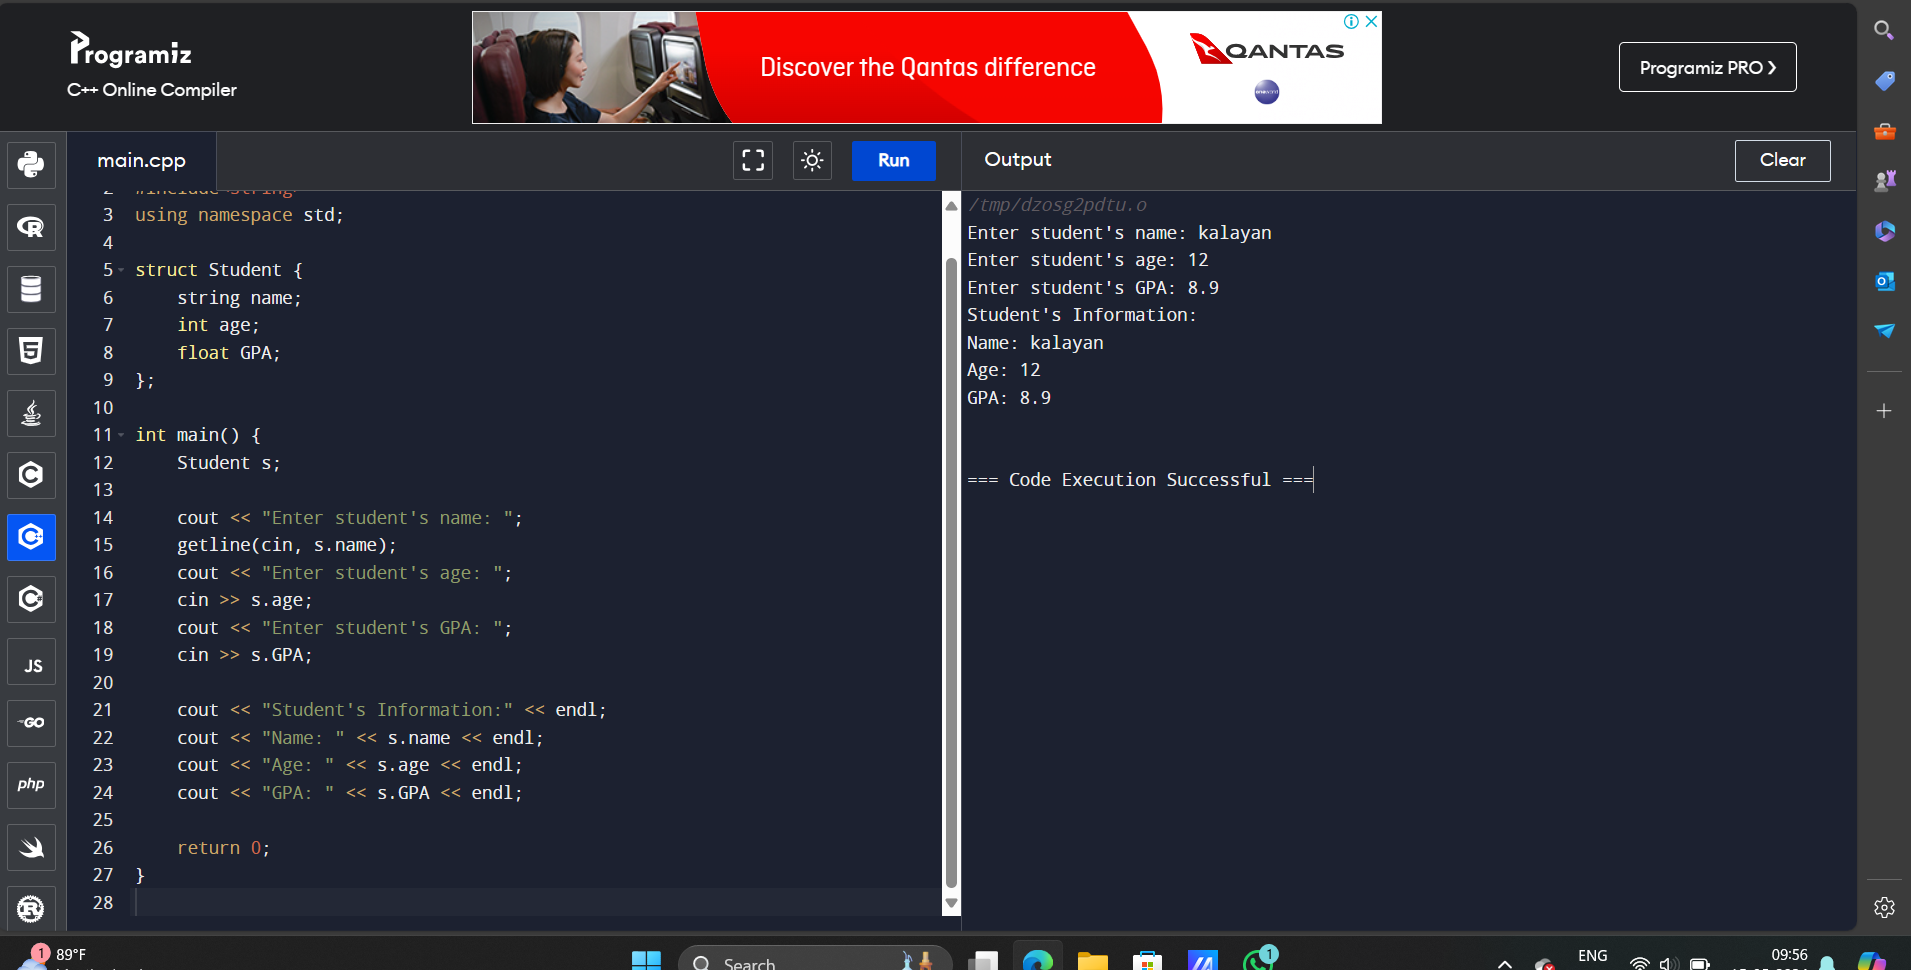 Programiz
C++ Online Compiler
Discover the Qantas difference
QANTAS
oneworld
Programiz PRO ❯
main.cpp
Run
Output
Clear
2 #include <string>
3 using namespace std;
4
5 struct Student {
6 string name;
7 int age;
8 float GPA;
9 };
10
11 int main() {
12 Student s;
13
14 cout << "Enter student's name: ";
15 getline(cin, s.name);
16 cout << "Enter student's age: ";
17 cin >> s.age;
18 cout << "Enter student's GPA: ";
19 cin >> s.GPA;
20
21 cout << "Student's Information:" << endl;
22 cout << "Name: " << s.name << endl;
23 cout << "Age: " << s.age << endl;
24 cout << "GPA: " << s.GPA << endl;
25
26 return 0;
27 }
28
/tmp/dzosg2pdtu.o
Enter student's name: kalayan
Enter student's age: 12
Enter student's GPA: 8.9
Student's Information:
Name: kalayan
Age: 12
GPA: 8.9
=== Code Execution Successful ===
JS
GO
php
1
89°F
Search
1
ENG
09:56